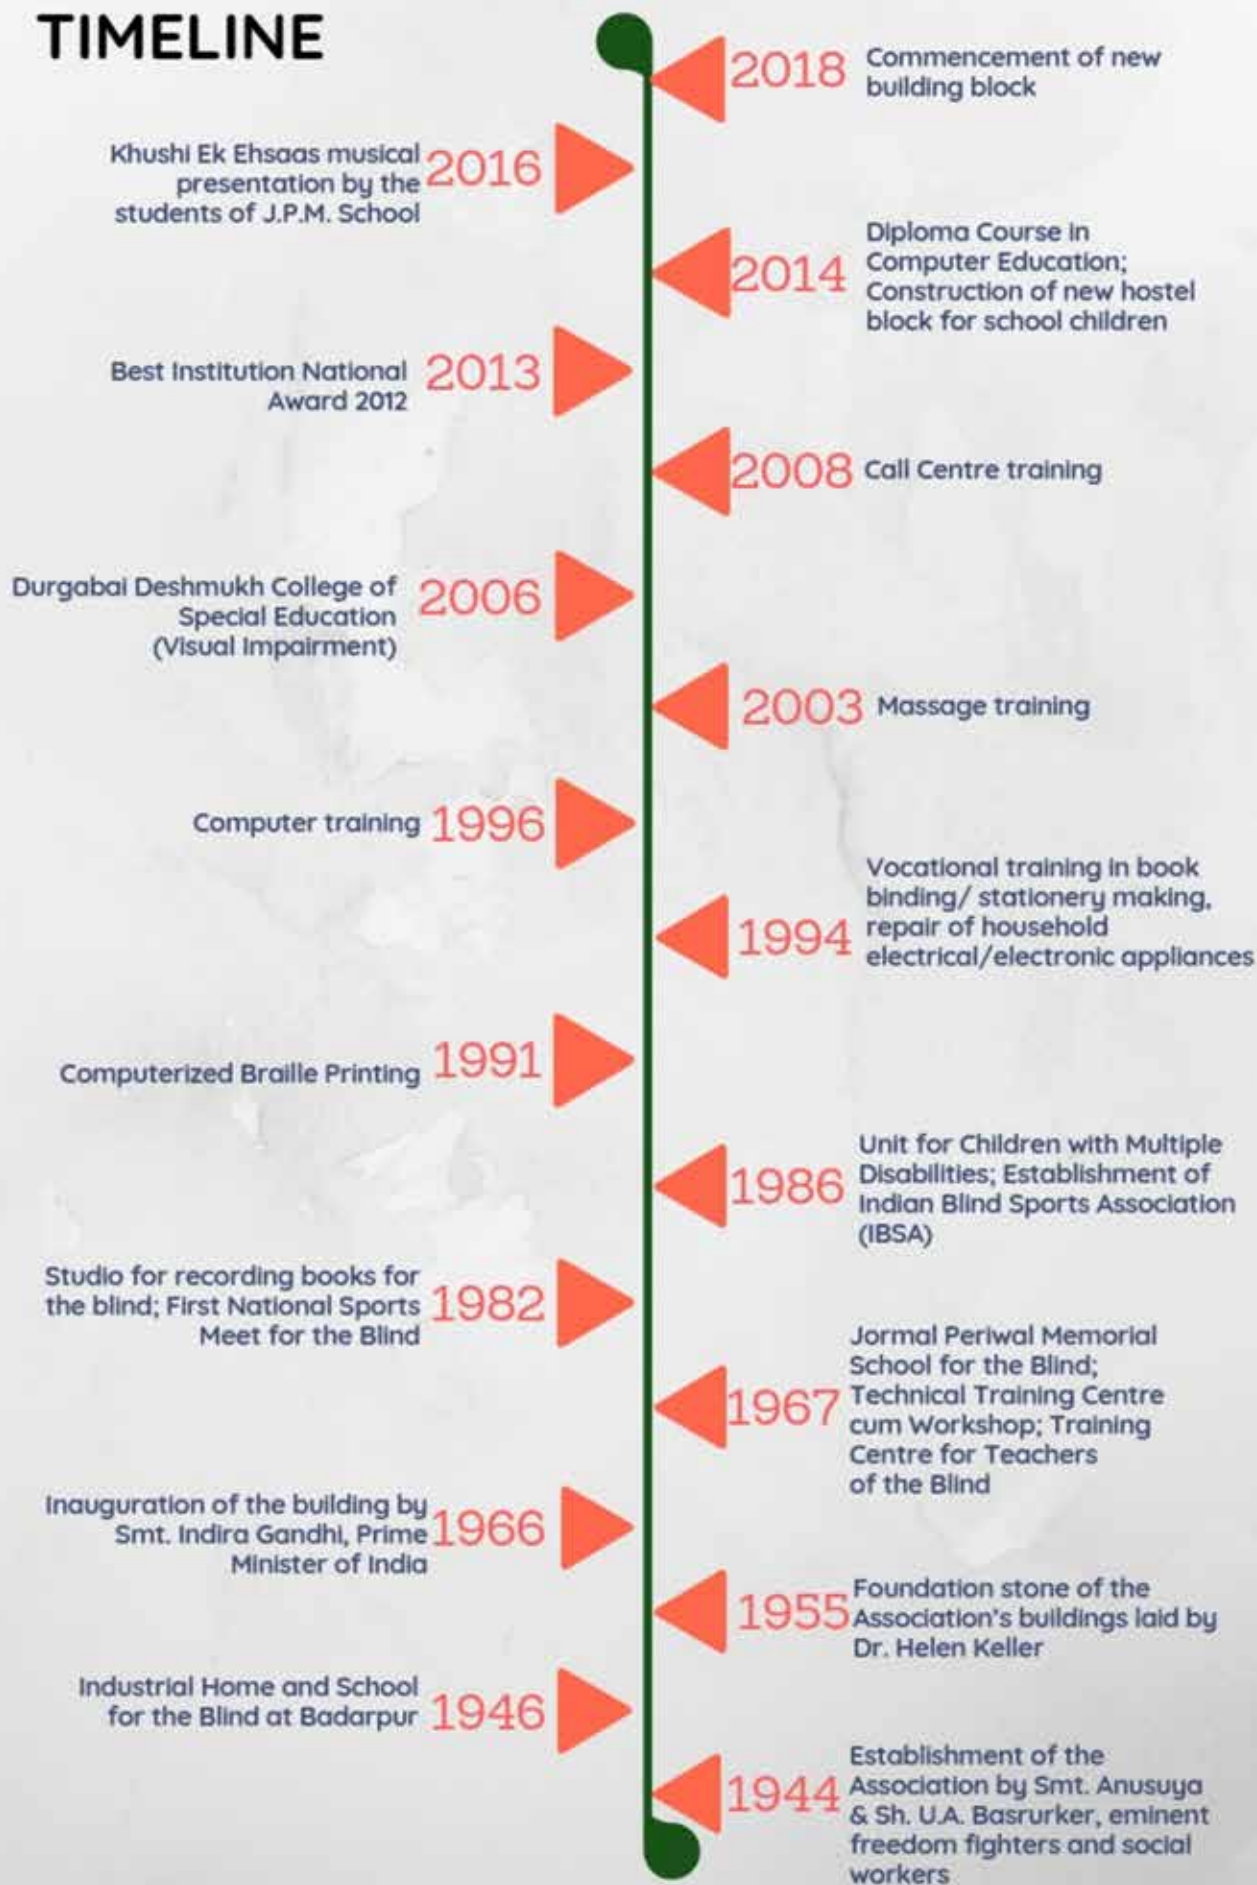 TIMELINE
2018
Commencement of new
building block
Khushi Ek Ehsaas musical
presentation by the
students of J.P.M. School
2016
2014
Diploma Course in
Computer Education;
Construction of new hostel
block for school children
Best Institution National
Award 2012
2013
2008
Call Centre training
Durgabai Deshmukh College of
Special Education
(Visual Impairment)
2006
2003
Massage training
Computer training
1996
1994
Vocational training in book
binding/ stationery making,
repair of household
electrical/electronic appliances
Computerized Braille Printing
1991
1986
Unit for Children with Multiple
Disabilities; Establishment of
Indian Blind Sports Association
(IBSA)
Studio for recording books for
the blind; First National Sports
Meet for the Blind
1982
1967
Jormal Periwal Memorial
School for the Blind;
Technical Training Centre
cum Workshop; Training
Centre for Teachers
of the Blind
Inauguration of the building by
Smt. Indira Gandhi, Prime
Minister of India
1966
1955
Foundation stone of the
Association's buildings laid by
Dr. Helen Keller
Industrial Home and School
for the Blind at Badarpur
1946
1944
Establishment of the
Association by Smt. Anusuya
& Sh. U.A. Basrurker, eminent
freedom fighters and social
workers